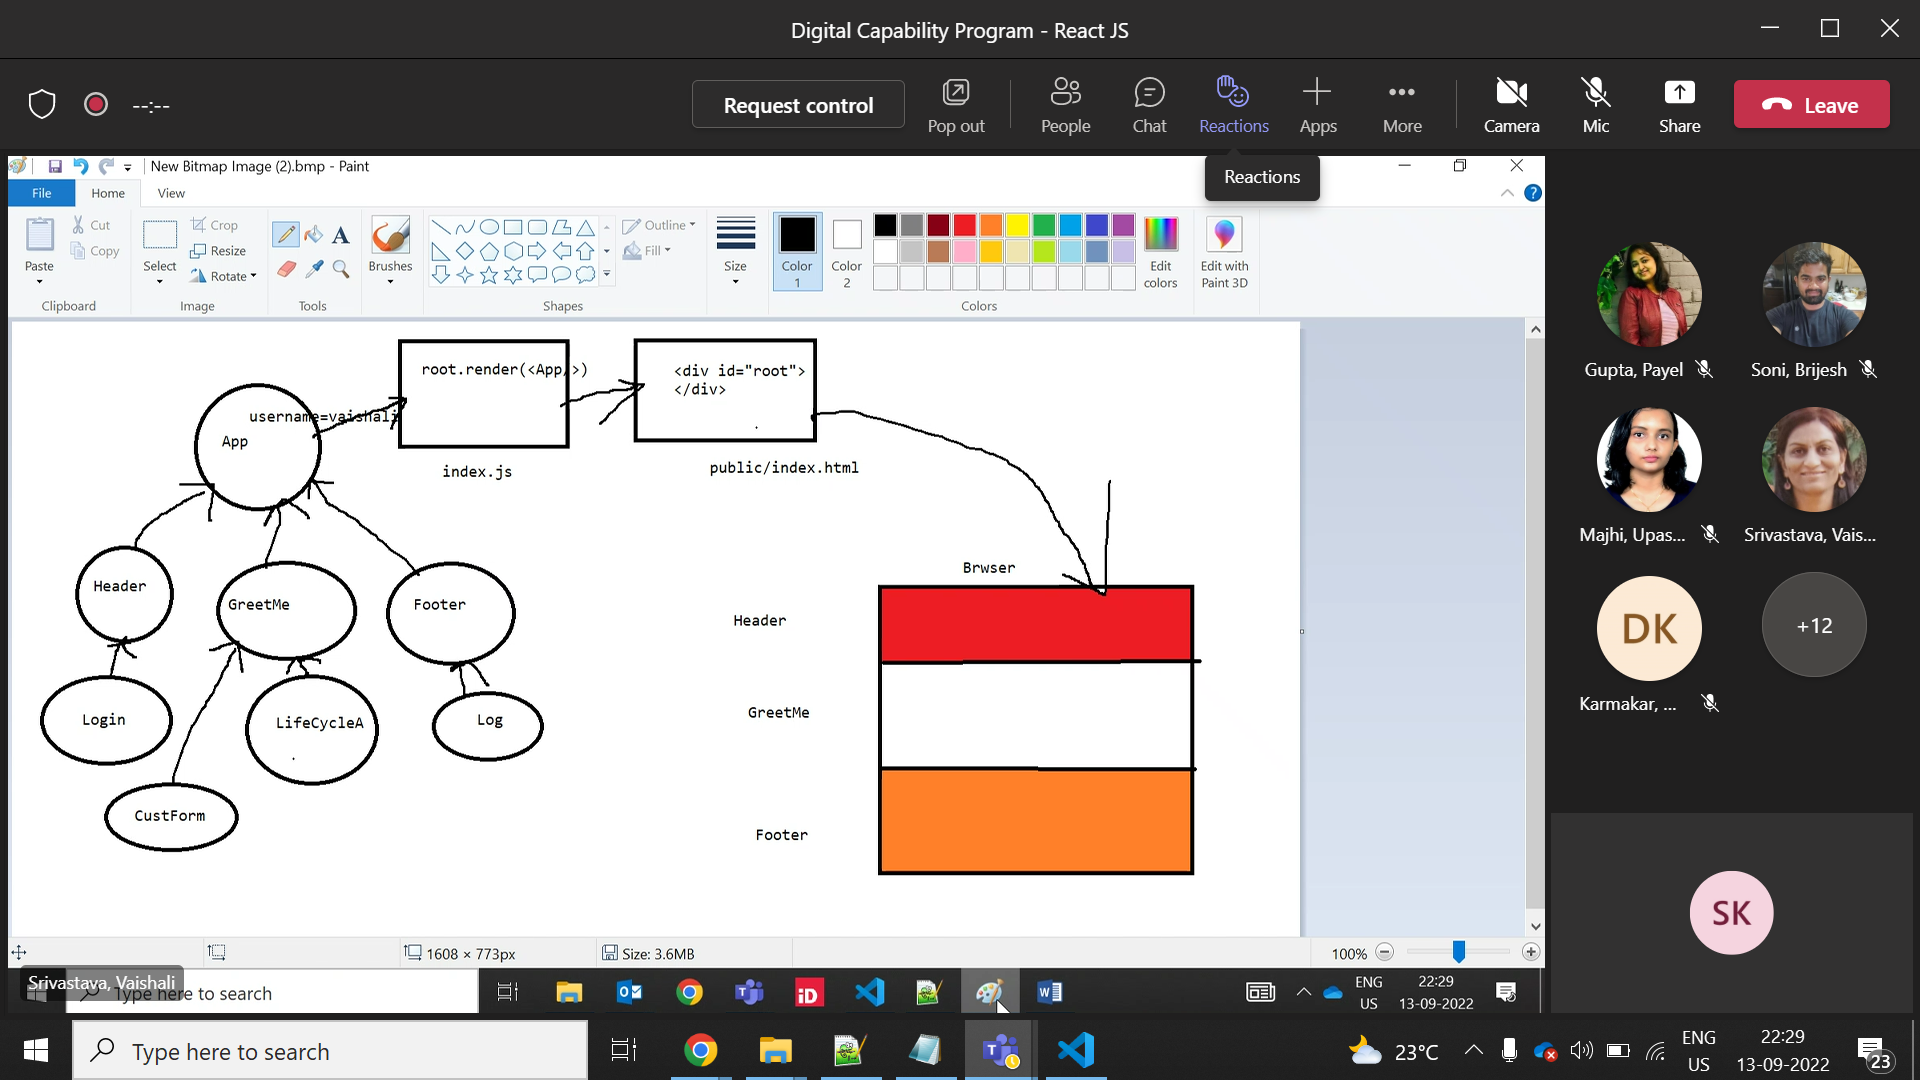 Digital Capability Program - React JS
--:--
Request control
Pop out
People
Chat
Reactions
Apps
More
Camera
Mic
Share
Leave
Reactions
New Bitmap Image (2).bmp - Paint
File
Home
View
Paste
Cut
Copy
Clipboard
Select
Crop
Resize
Rotate
Image
A
Tools
Brushes
Outline
Fill
Shapes
Size
Color 1
Color 2
Edit colors
Colors
Edit with Paint 3D
root.render(<App/>)
index.js
<div id="root">
</div>
public/index.html
username=vaishali
App
Header
GreetMe
Footer
Login
LifeCycleA
.
Log
CustForm
Brwser
Header
GreetMe
Footer
Gupta, Payel
Soni, Brijesh
Majhi, Upas...
Srivastava, Vais...
DK
+12
Karmakar, ...
SK
1608 × 773px
Size: 3.6MB
100%
Srivastava, Vaishali
Type here to search
iD
ENG
US
22:29
13-09-2022
Type here to search
23°C
ENG
US
22:29
13-09-2022
23